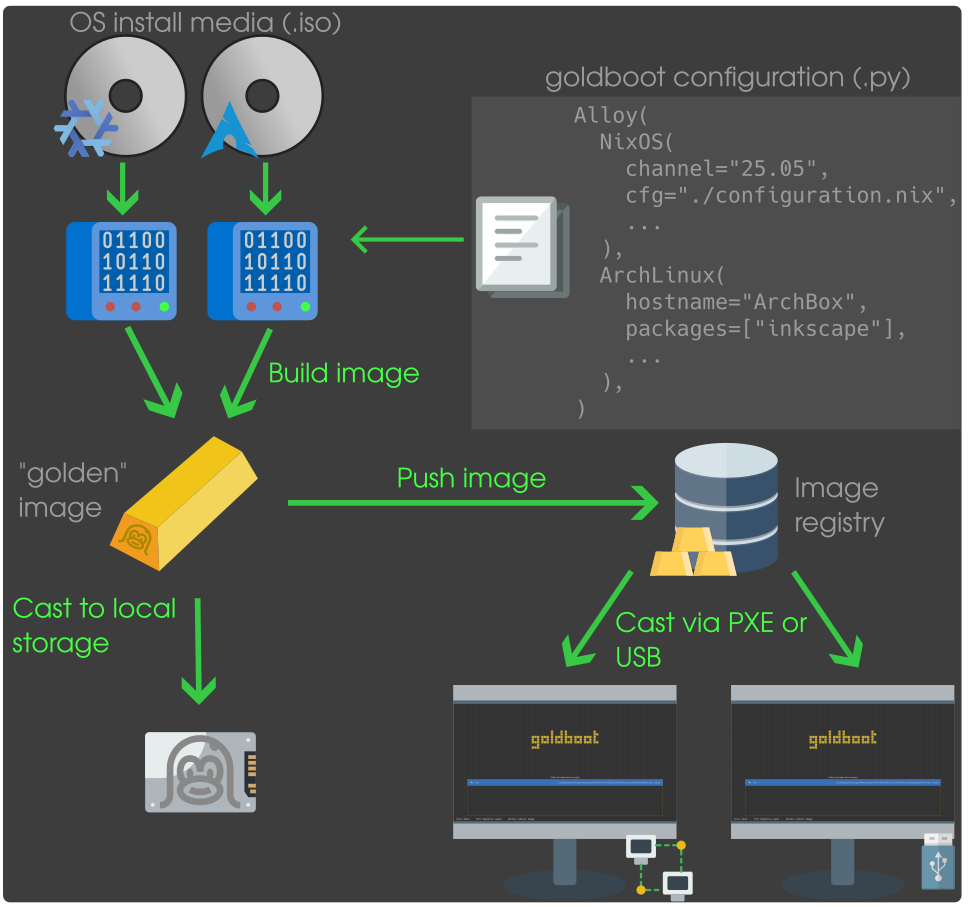 OS install media (.iso)
goldboot configuration (.py)
Alloy(
NixOS(
channel="25.05",
cfg="./configuration.nix",
...
),
ArchLinux(
hostname="ArchBox",
packages=["inkscape"],
...
),
)
01100
10110
11110
01100
10110
11110
Build image
"golden"
image
Push image
Image
registry
Cast to local
storage
Cast via PXE or
USB
goldboot
goldboot